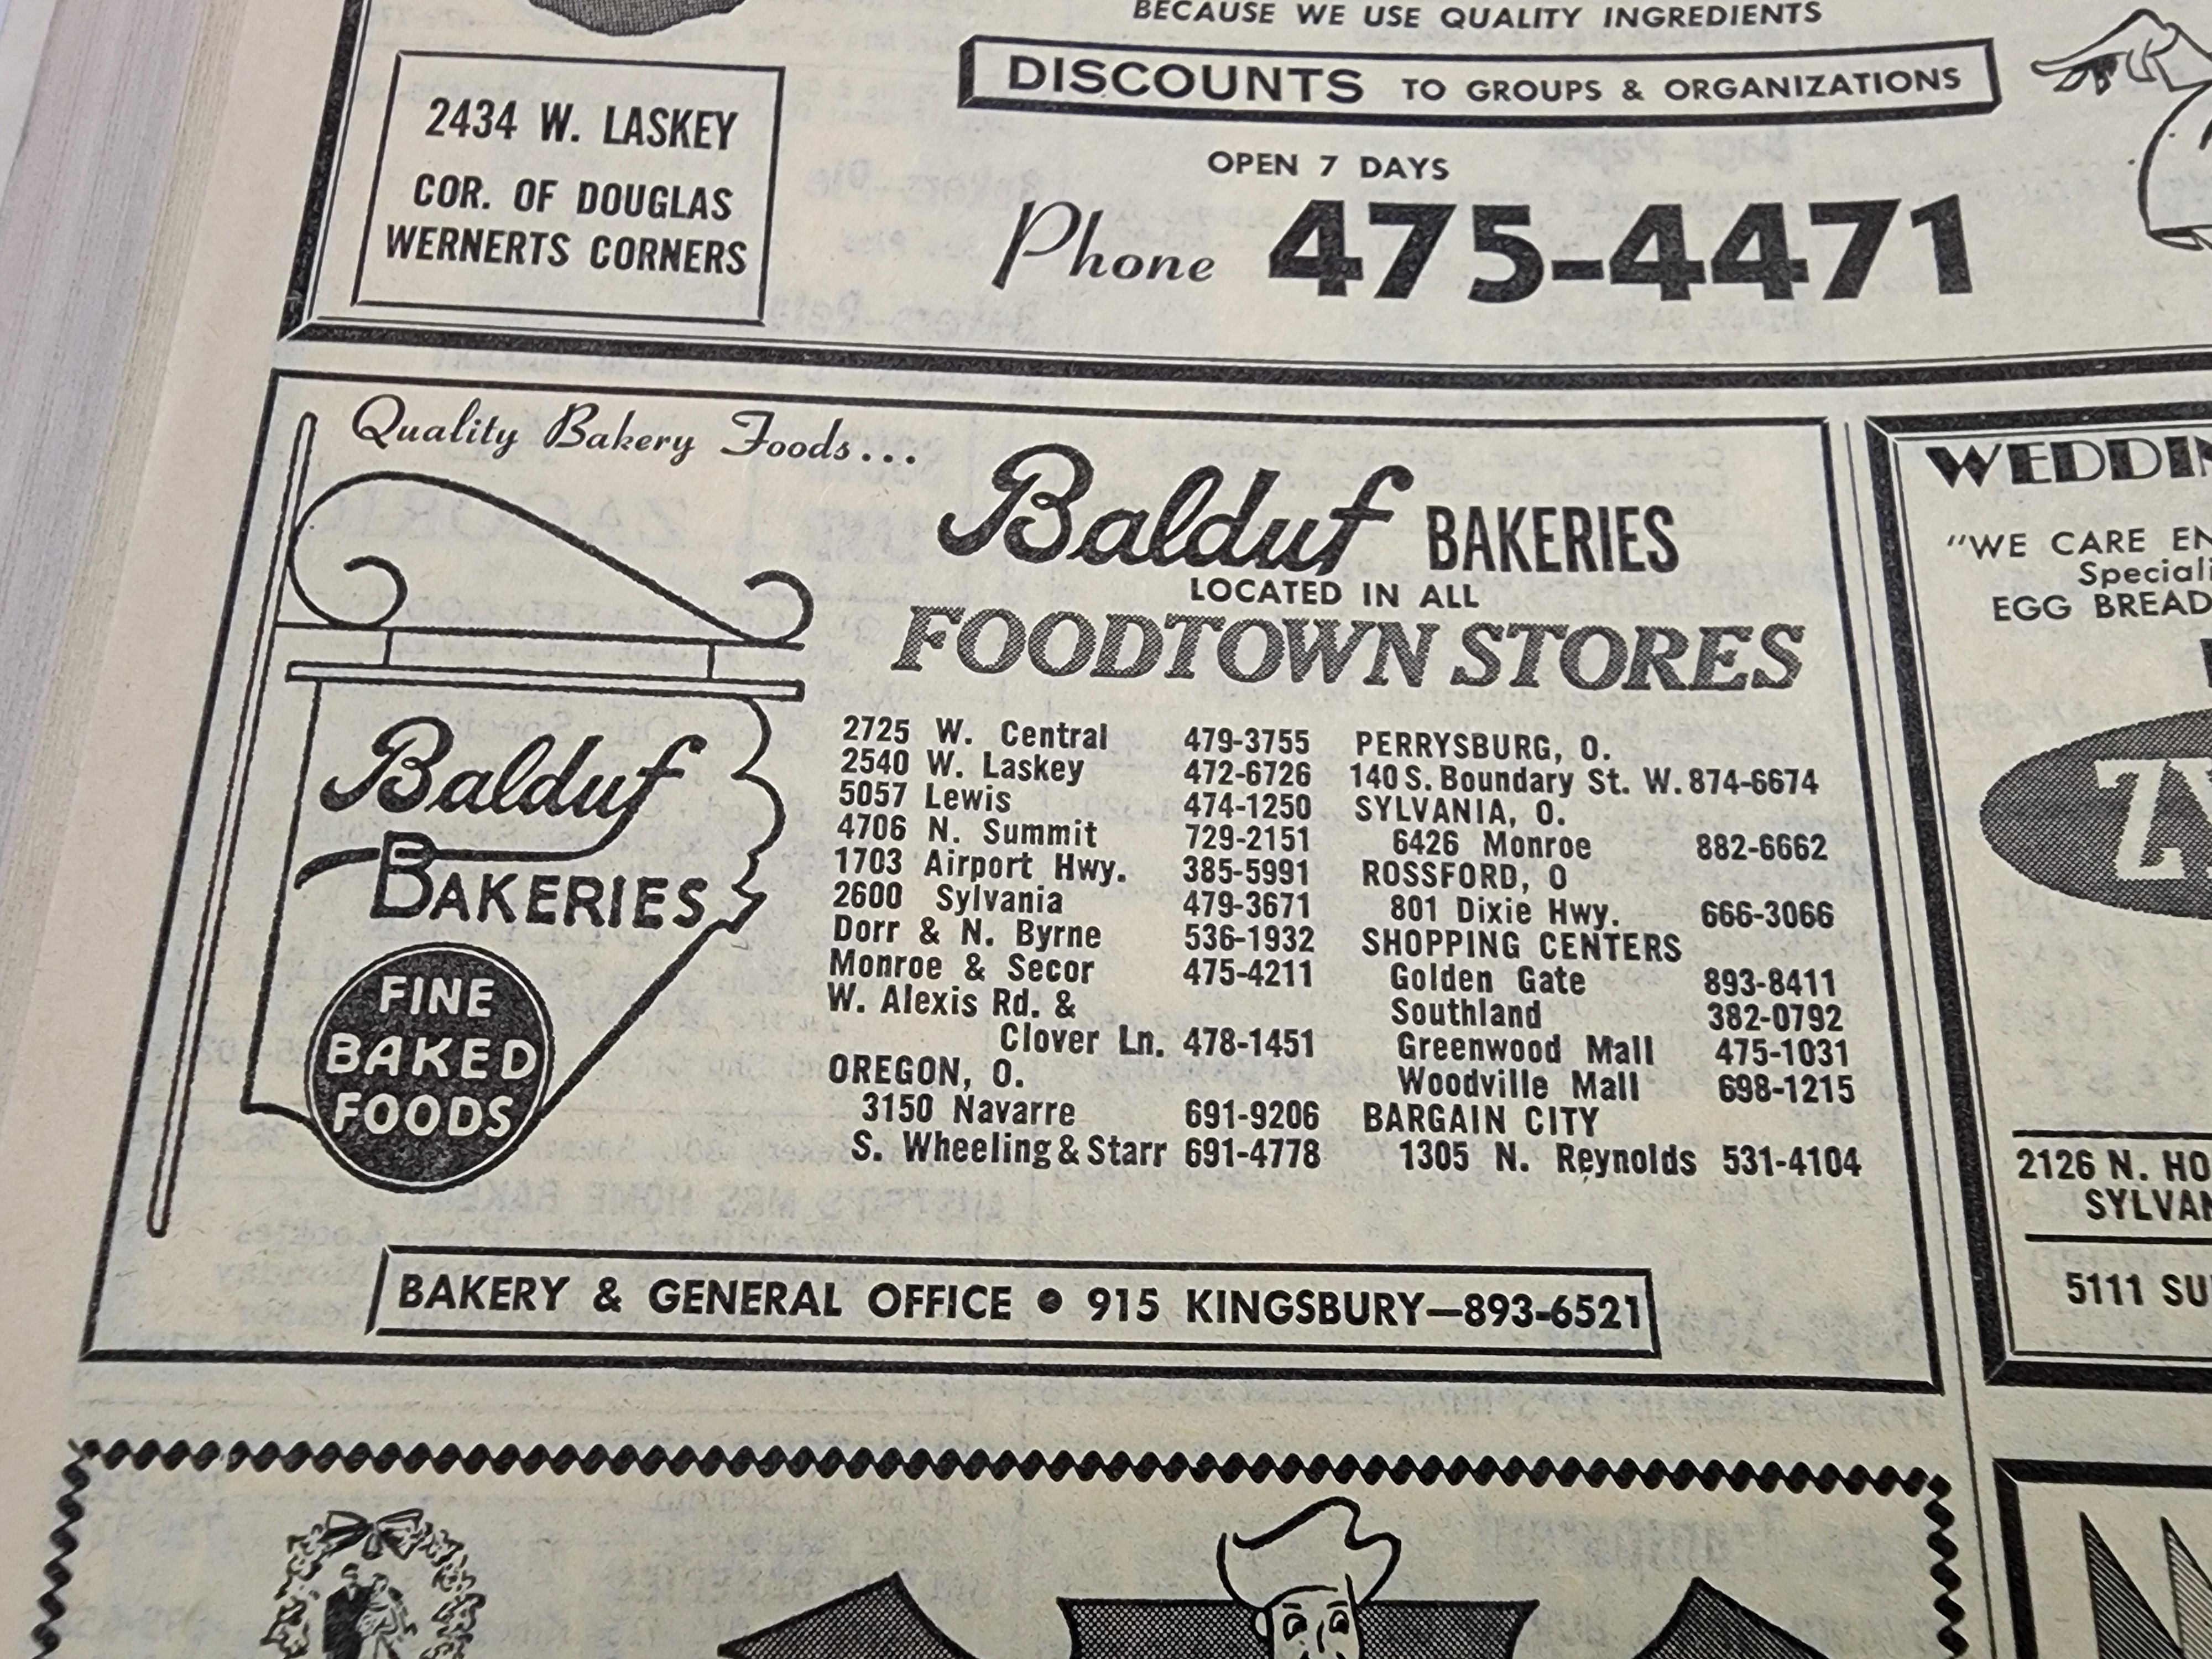 BECAUSE WE USE QUALITY INGREDIENTS
DISCOUNTS TO GROUPS & ORGANIZATIONS
2434 W. LASKEY
COR. OF DOUGLAS
WERNERTS CORNERS
OPEN 7 DAYS
Phone 475-4471
Quality Bakery Foods...
Balduf BAKERIES
LOCATED IN ALL
FOODTOWN STORES
Balduf
BAKERIES
FINE
BAKED
FOODS
2725 W. Central 479-3755
2540 W. Laskey 472-6726
5057 Lewis 474-1250
4706 N. Summit 729-2151
1703 Airport Hwy. 385-5991
2600 Sylvania 479-3671
Dorr & N. Byrne 536-1932
Monroe & Secor 475-4211
W. Alexis Rd. &
Clover Ln. 478-1451
OREGON, O.
3150 Navarre 691-9206
S. Wheeling & Starr 691-4778
PERRYSBURG, O.
140 S. Boundary St. W. 874-6674
SYLVANIA, O.
6426 Monroe 882-6662
ROSSFORD, O
801 Dixie Hwy. 666-3066
SHOPPING CENTERS
Golden Gate 893-8411
Southland 382-0792
Greenwood Mall 475-1031
Woodville Mall 698-1215
BARGAIN CITY
1305 N. Reynolds 531-4104
BAKERY & GENERAL OFFICE • 915 KINGSBURY—893-6521
"WE CARE
EGG BREAD
2126 N.
5111